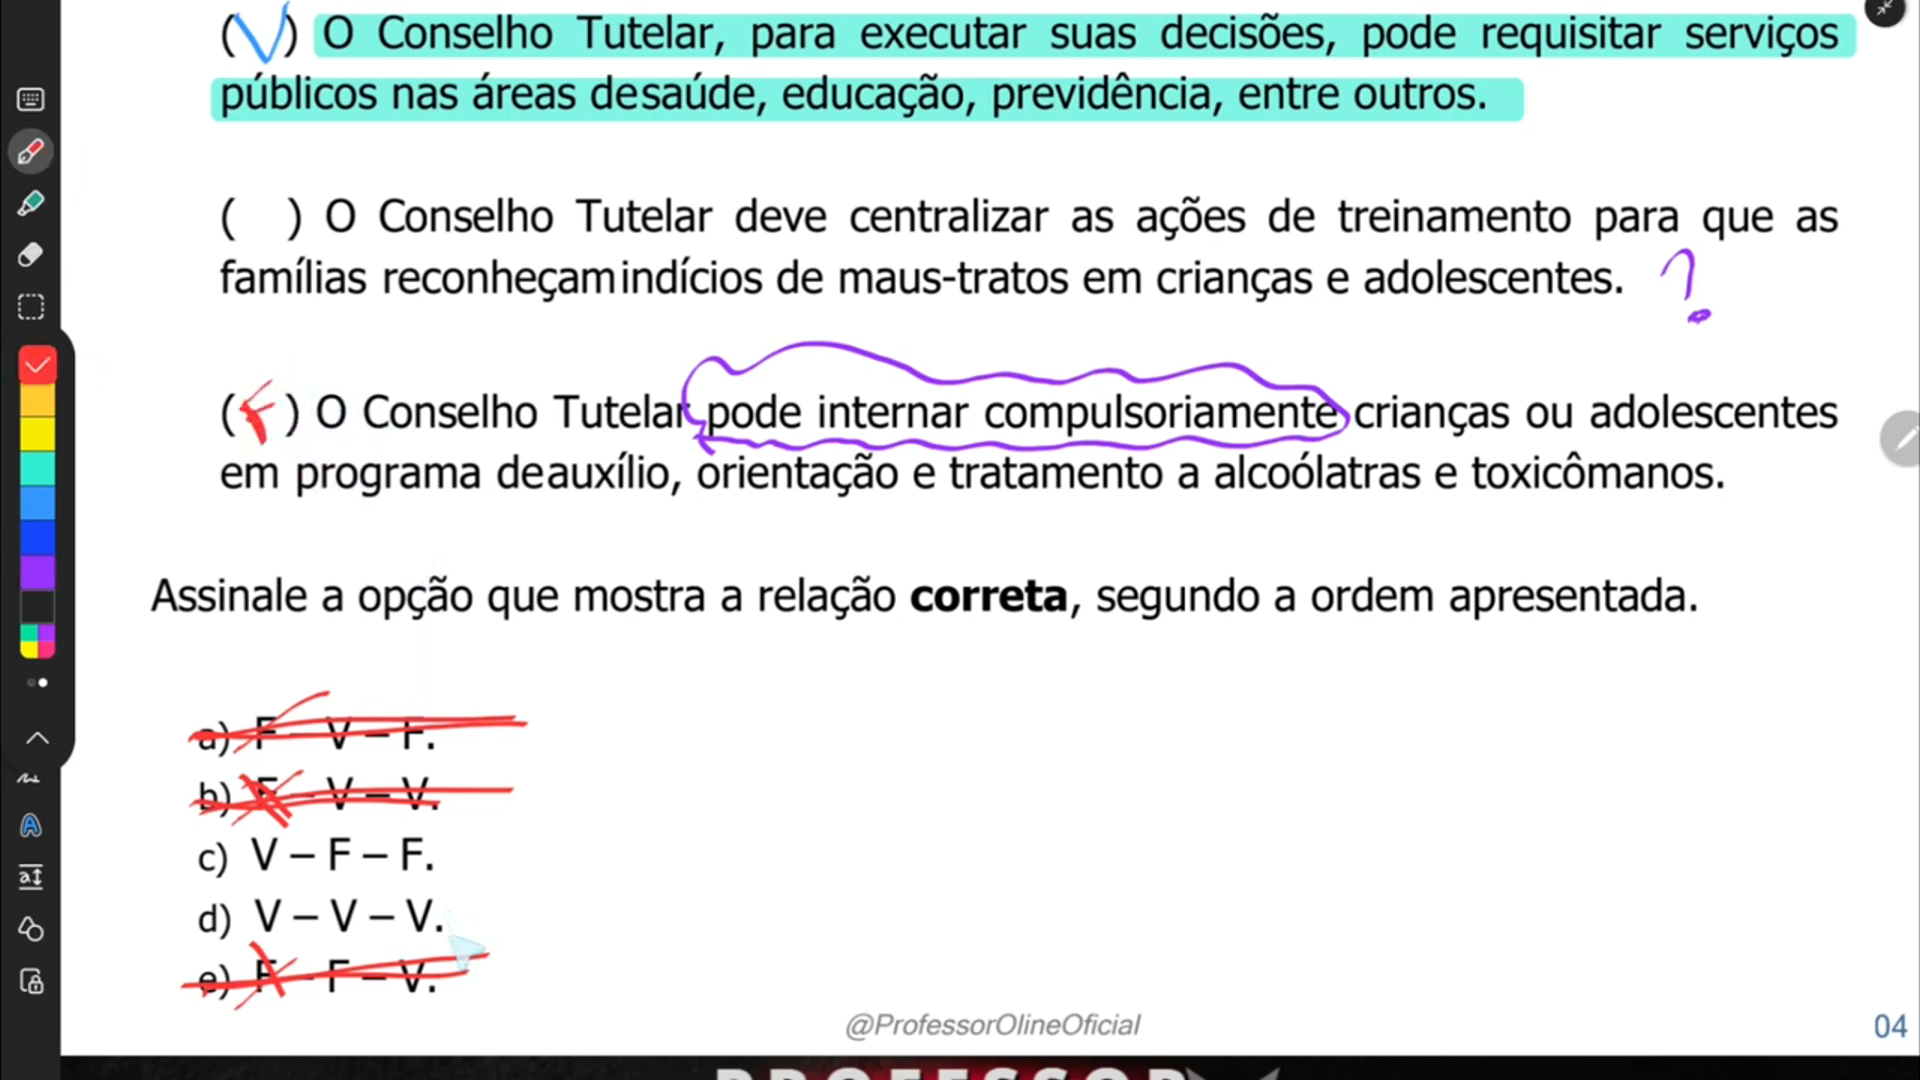 (V) O Conselho Tutelar, para executar suas decisões, pode requisitar serviços
públicos nas áreas desaúde, educação, previdência, entre outros.
( ) O Conselho Tutelar deve centralizar as ações de treinamento para que as
famílias reconheçamindícios de maus-tratos em crianças e adolescentes. ?
(F) O Conselho Tutelar pode internar compulsoriamente crianças ou adolescentes
em programa deauxílio, orientação e tratamento a alcoólatras e toxicômanos.
Assinale a opção que mostra a relação correta, segundo a ordem apresentada.
a) F – V – F.
b) F – V – V.
c) V – F – F.
d) V – V – V.
e) F – F – V.
@ProfessorOlineOficial
04
PROFESSOR